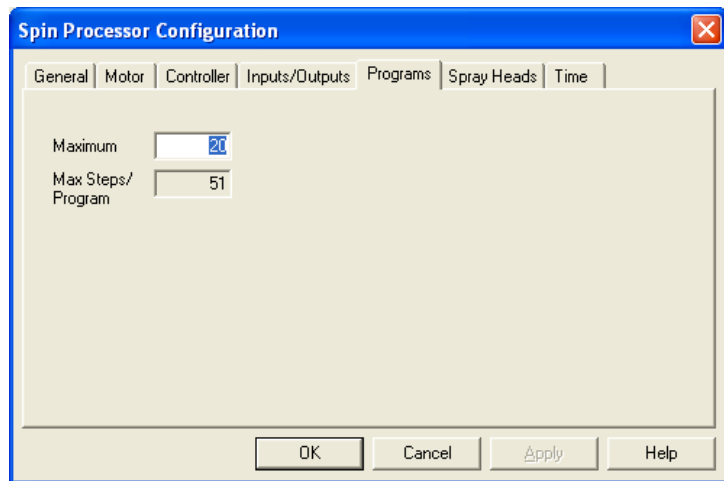 Spin Processor Configuration
General Motor Controller Inputs/Outputs Programs Spray Heads Time
Maximum 20
Max Steps/
Program 51
OK Cancel Apply Help